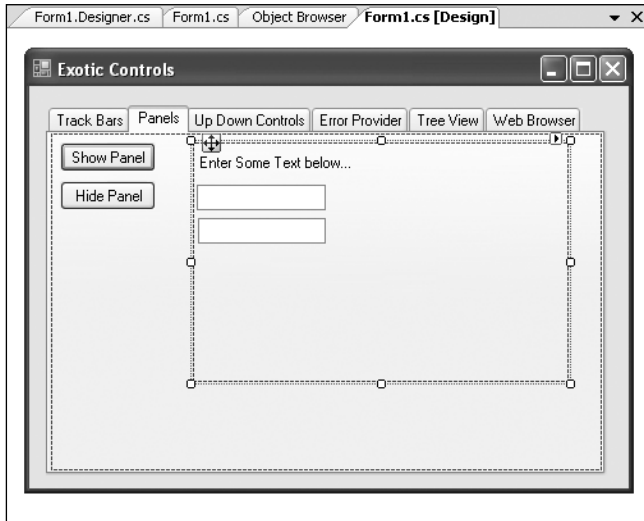 Form1.Designer.cs Form1.cs Object Browser Form1.cs [Design]
Exotic Controls
Track Bars Panels Up Down Controls Error Provider Tree View Web Browser
Show Panel
Enter Some Text below...
Hide Panel